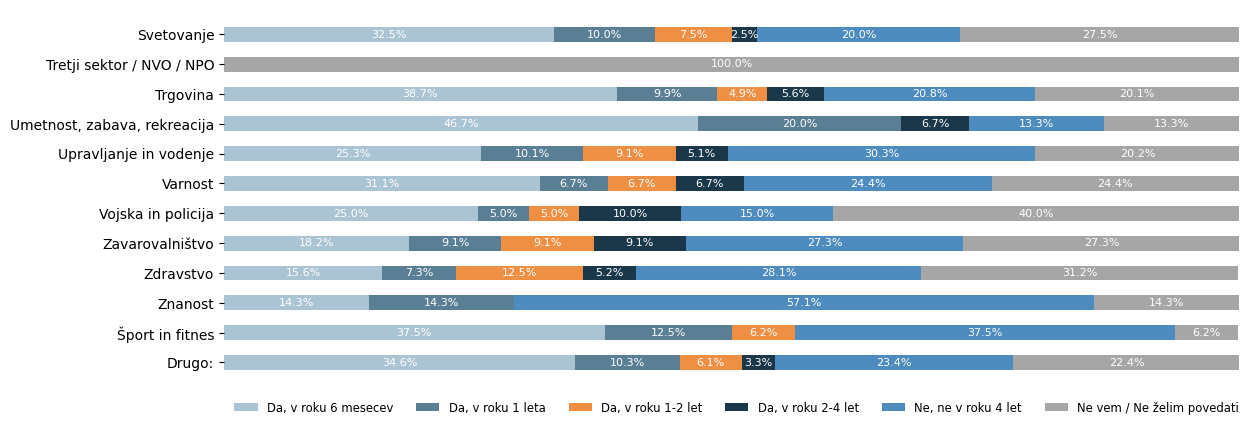 Svetovanje 32.5% 10.0% 7.5% 2.5% 20.0% 27.5%
Tretji sektor / NVO / NPO 100.0%
Trgovina 38.7% 9.9% 4.9% 5.6% 20.8% 20.1%
Umetnost, zabava, rekreacija 46.7% 20.0% 6.7% 13.3% 13.3%
Upravljanje in vodenje 25.3% 10.1% 9.1% 5.1% 30.3% 20.2%
Varnost 31.1% 6.7% 6.7% 6.7% 24.4% 24.4%
Vojska in policija 25.0% 5.0% 5.0% 10.0% 15.0% 40.0%
Zavarovalništvo 18.2% 9.1% 9.1% 9.1% 27.3% 27.3%
Zdravstvo 15.6% 7.3% 12.5% 5.2% 28.1% 31.2%
Znanost 14.3% 14.3% 57.1% 14.3%
Šport in fitnes 37.5% 12.5% 6.2% 37.5% 6.2%
Drugo: 34.6% 10.3% 6.1% 3.3% 23.4% 22.4%
Da, v roku 6 mesecev Da, v roku 1 leta Da, v roku 1-2 let Da, v roku 2-4 let Ne, ne v roku 4 let Ne vem / Ne želim povedati